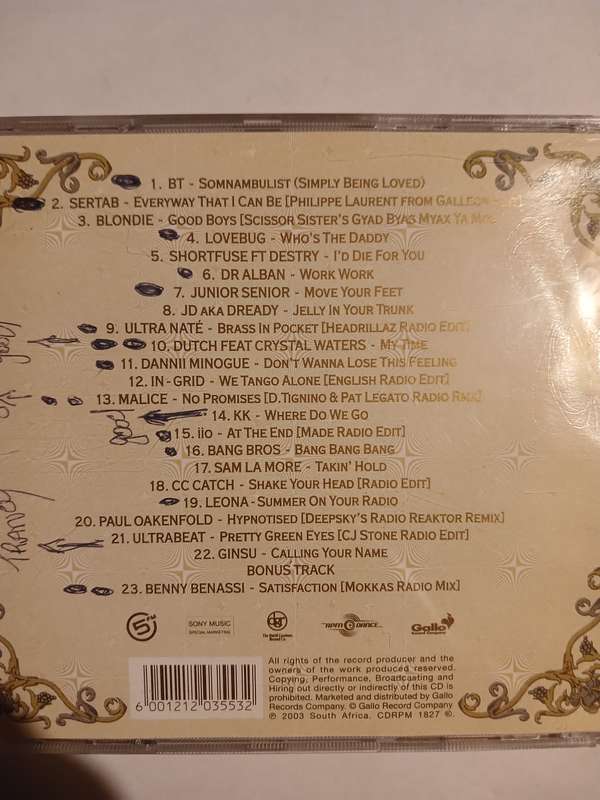 1. BT - SOMNAMBULIST (SIMPLY BEING LOVED)
2. SERTAB - EVERYWAY THAT I CAN BE [PHILIPPE LAURENT FROM GALLEON
3. BLONDIE - GOOD BOYS [SCISSOR SISTER'S GYAD BYAS MYAX YA
4. LOVEBUG - WHO'S THE DADDY
5. SHORTFUSE FT DESTRY - I'D DIE FOR YOU
6. DR ALBAN - WORK WORK
7. JUNIOR SENIOR - MOVE YOUR FEET
8. JD AKA DREADY - JELLY IN YOUR TRUNK
9. ULTRA NATÉ - BRASS IN POCKET [HEADRILLAZ RADIO EDIT]
10. DUTCH FEAT CRYSTAL WATERS - MY TIME
11. DANNII MINOGUE - DON'T WANNA LOSE THIS FEELING
12. IN-GRID - WE TANGO ALONE [ENGLISH RADIO EDIT]
13. MALICE - NO PROMISES [D.TIGNINO & PAT LEGATO RADIO RMX]
14. KK - WHERE DO WE GO
good
15. iio - AT THE END [MADE RADIO EDIT]
16. BANG BROS - BANG BANG BANG
17. SAM LA MORE - TAKIN' HOLD
18. CC CATCH - SHAKE YOUR HEAD [RADIO EDIT]
19. LEONA - SUMMER ON YOUR RADIO
20. PAUL OAKENFOLD - HYPNOTISED [DEEPSKY'S RADIO REAKTOR REMIX]
21. ULTRABEAT - PRETTY GREEN EYES [CJ STONE RADIO EDIT]
22. GINSU - CALLING YOUR NAME
BONUS TRACK
23. BENNY BENASSI - SATISFACTION [MOKKAS RADIO MIX]
5FM
SONY MUSIC
SPECIAL MARKETING
RPM DANCE
Gallo
Record Company
6 001212 035532
All rights of the record producer and the
owners of the work produced reserved.
Copying, Performance, Broadcasting and
Hiring out directly or indirectly of this CD is
prohibited. Marketed and distributed by Gallo
Records Company. © Gallo Record Company
℗ 2003 South Africa. CDRPM 1827 ©.